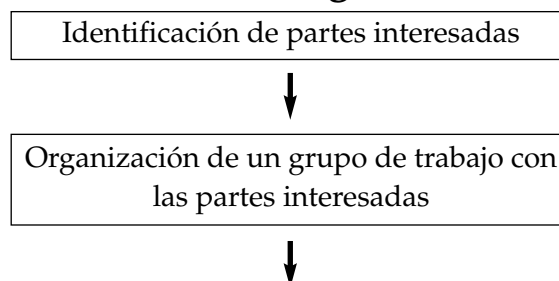 Identificación de partes interesadas
Organización de un grupo de trabajo con
las partes interesadas